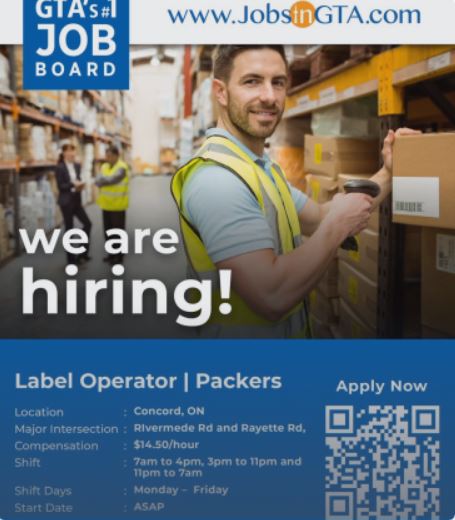 GTA's #1
JOB
BOARD
www.JobsinGTA.com
we are
hiring!
Label Operator | Packers
Apply Now
Location : Concord, ON
Major Intersection : RIvermede Rd and Rayette Rd,
Compensation : $14.50/hour
Shift : 7am to 4pm, 3pm to 11pm and
11pm to 7am
Shift Days : Monday – Friday
Start Date : ASAP